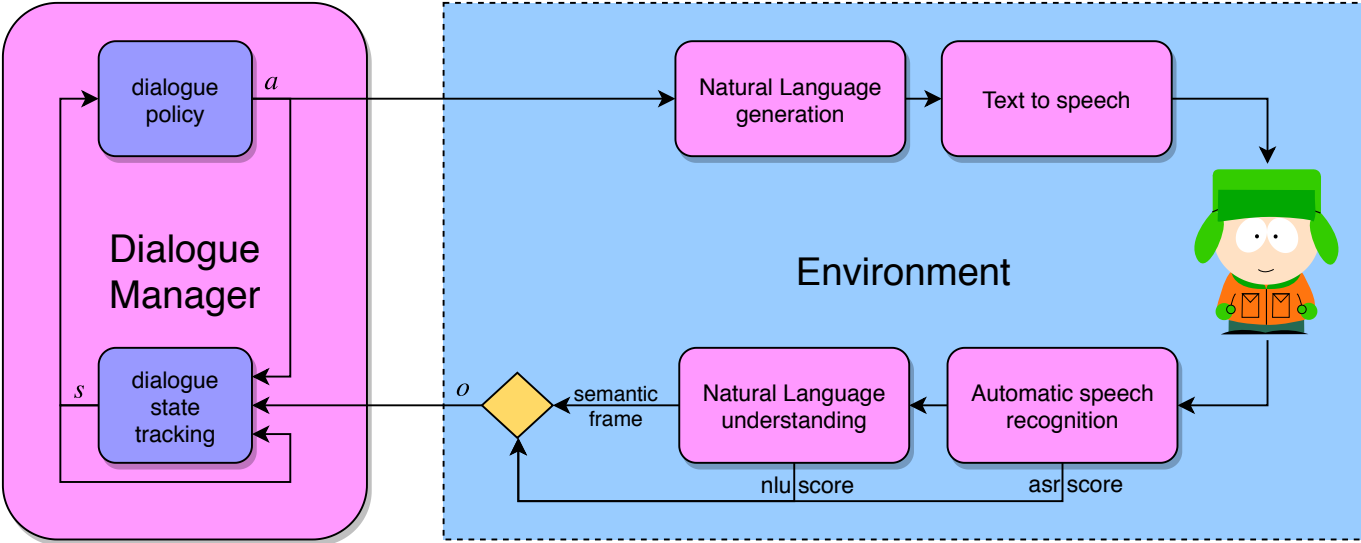 dialogue
policy
a
Natural Language
generation
Text to speech
Dialogue
Manager
Environment
dialogue
state
tracking
s
o
semantic
frame
Natural Language
understanding
Automatic speech
recognition
nlu score
asr score